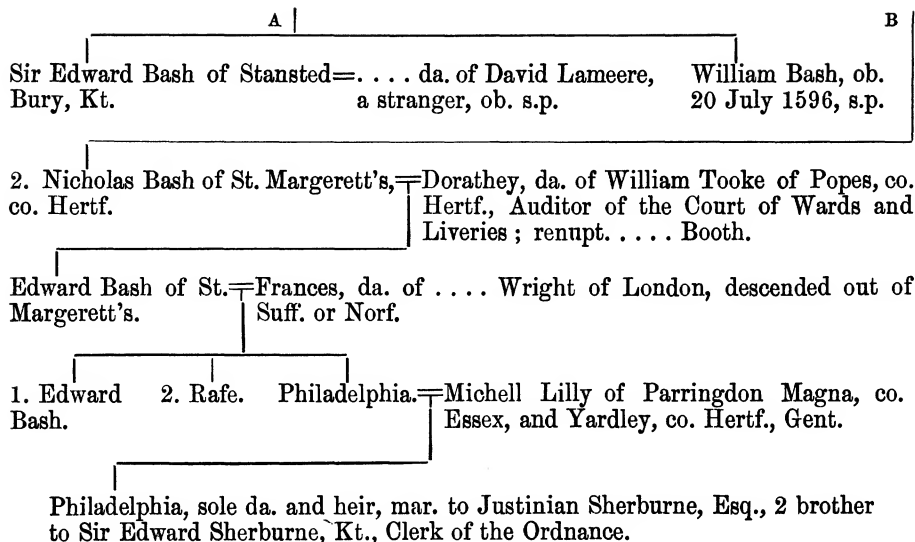 A B
Sir Edward Bash of Stansted=. . . . da. of David Lameere, William Bash, ob.
Bury, Kt. a stranger, ob. s.p. 20 July 1596, s.p.
2. Nicholas Bash of St. Margerett's,=Dorathey, da. of William Tooke of Popes, co.
co. Hertf. Hertf., Auditor of the Court of Wards and
Liveries ; renupt. . . . . Booth.
Edward Bash of St.=Frances, da. of . . . . Wright of London, descended out of
Margerett's. Suff. or Norf.
1. Edward 2. Rafe. Philadelphia.=Michell Lilly of Parringdon Magna, co.
Bash. Essex, and Yardley, co. Hertf., Gent.
Philadelphia, sole da. and heir, mar. to Justinian Sherburne, Esq., 2 brother
to Sir Edward Sherburne, Kt., Clerk of the Ordnance.